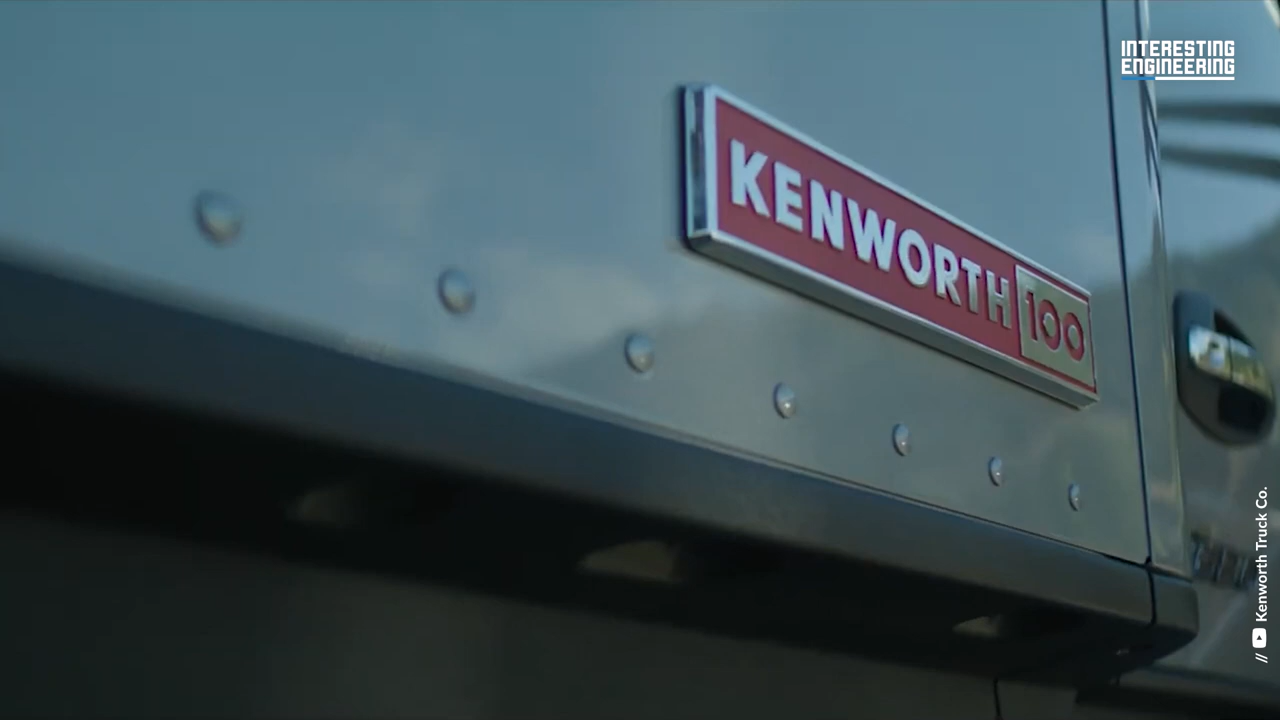 INTERESTING
ENGINEERING
KENWORTH 100
// Kenworth Truck Co.